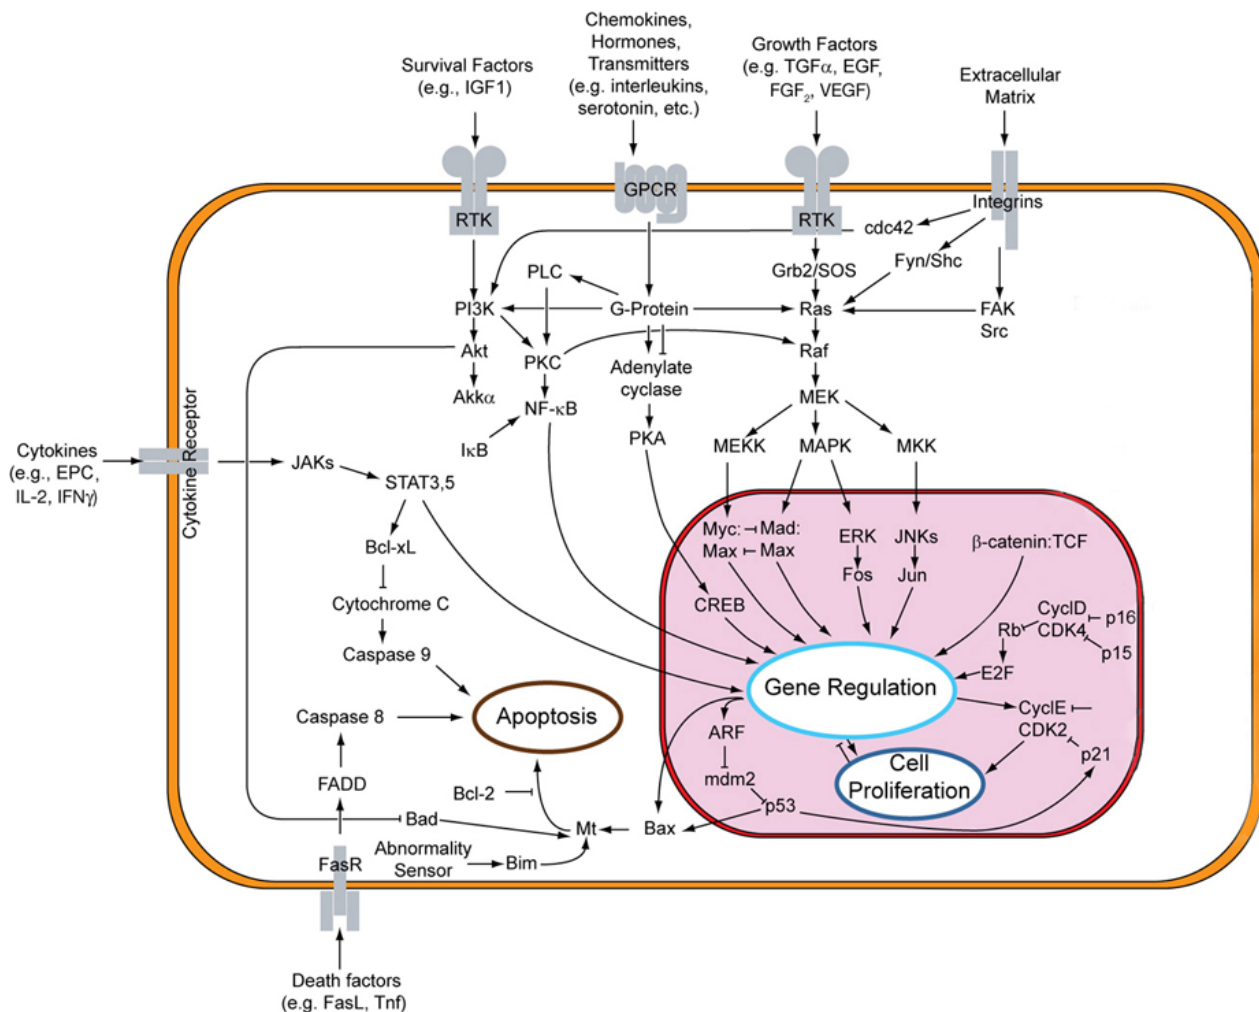 Chemokines,
Hormones,
Transmitters
(e.g. interleukins,
serotonin, etc.)
Growth Factors
(e.g. TGFα, EGF,
FGF₂, VEGF)
Survival Factors
(e.g., IGF1)
Extracellular
Matrix
GPCR
RTK
RTK
Integrins
cdc42
Fyn/Shc
Grb2/SOS
PLC
PI3K
G-Protein
Ras
FAK
Src
Akt
PKC
Adenylate
cyclase
Raf
Akkα
NF-κB
MEK
IκB
PKA
MEKK
MAPK
MKK
Cytokines
(e.g., EPC,
IL-2, IFNγ)
Cytokine Receptor
JAKs
STAT3,5
Myc:
Mad:
Max
Max
ERK
JNKs
β-catenin:TCF
Bcl-xL
Fos
Jun
Cytochrome C
CREB
CyclD
CDK4
p16
p15
Rb
E2F
Caspase 9
Gene Regulation
Caspase 8
Apoptosis
ARF
CyclE
CDK2
p21
FADD
mdm2
Cell
Proliferation
Bcl-2
p53
Bad
Mt
Bax
Abnormality
Sensor
Bim
FasR
Death factors
(e.g. FasL, Tnf)